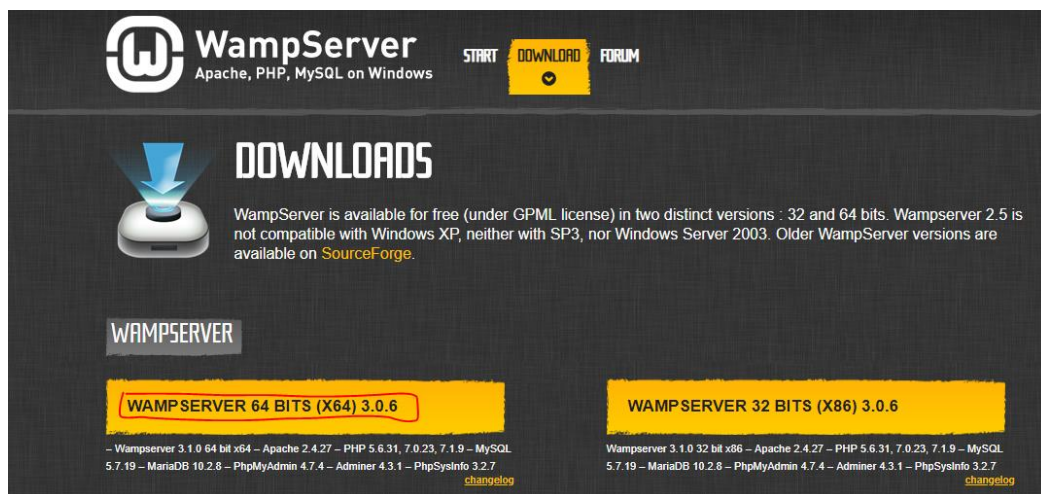 WampServer
Apache, PHP, MySQL on Windows
START
DOWNLOAD
FORUM
DOWNLOADS
WampServer is available for free (under GPML license) in two distinct versions : 32 and 64 bits. Wampserver 2.5 is
not compatible with Windows XP, neither with SP3, nor Windows Server 2003. Older WampServer versions are
available on SourceForge.
WAMPSERVER
WAMPSERVER 64 BITS (X64) 3.0.6
– Wampserver 3.1.0 64 bit x64 – Apache 2.4.27 – PHP 5.6.31, 7.0.23, 7.1.9 – MySQL
5.7.19 – MariaDB 10.2.8 – PhpMyAdmin 4.7.4 – Adminer 4.3.1 – PhpSysInfo 3.2.7
changelog
WAMPSERVER 32 BITS (X86) 3.0.6
Wampserver 3.1.0 32 bit x86 – Apache 2.4.27 – PHP 5.6.31, 7.0.23, 7.1.9 – MySQL
5.7.19 – MariaDB 10.2.8 – PhpMyAdmin 4.7.4 – Adminer 4.3.1 – PhpSysInfo 3.2.7
changelog